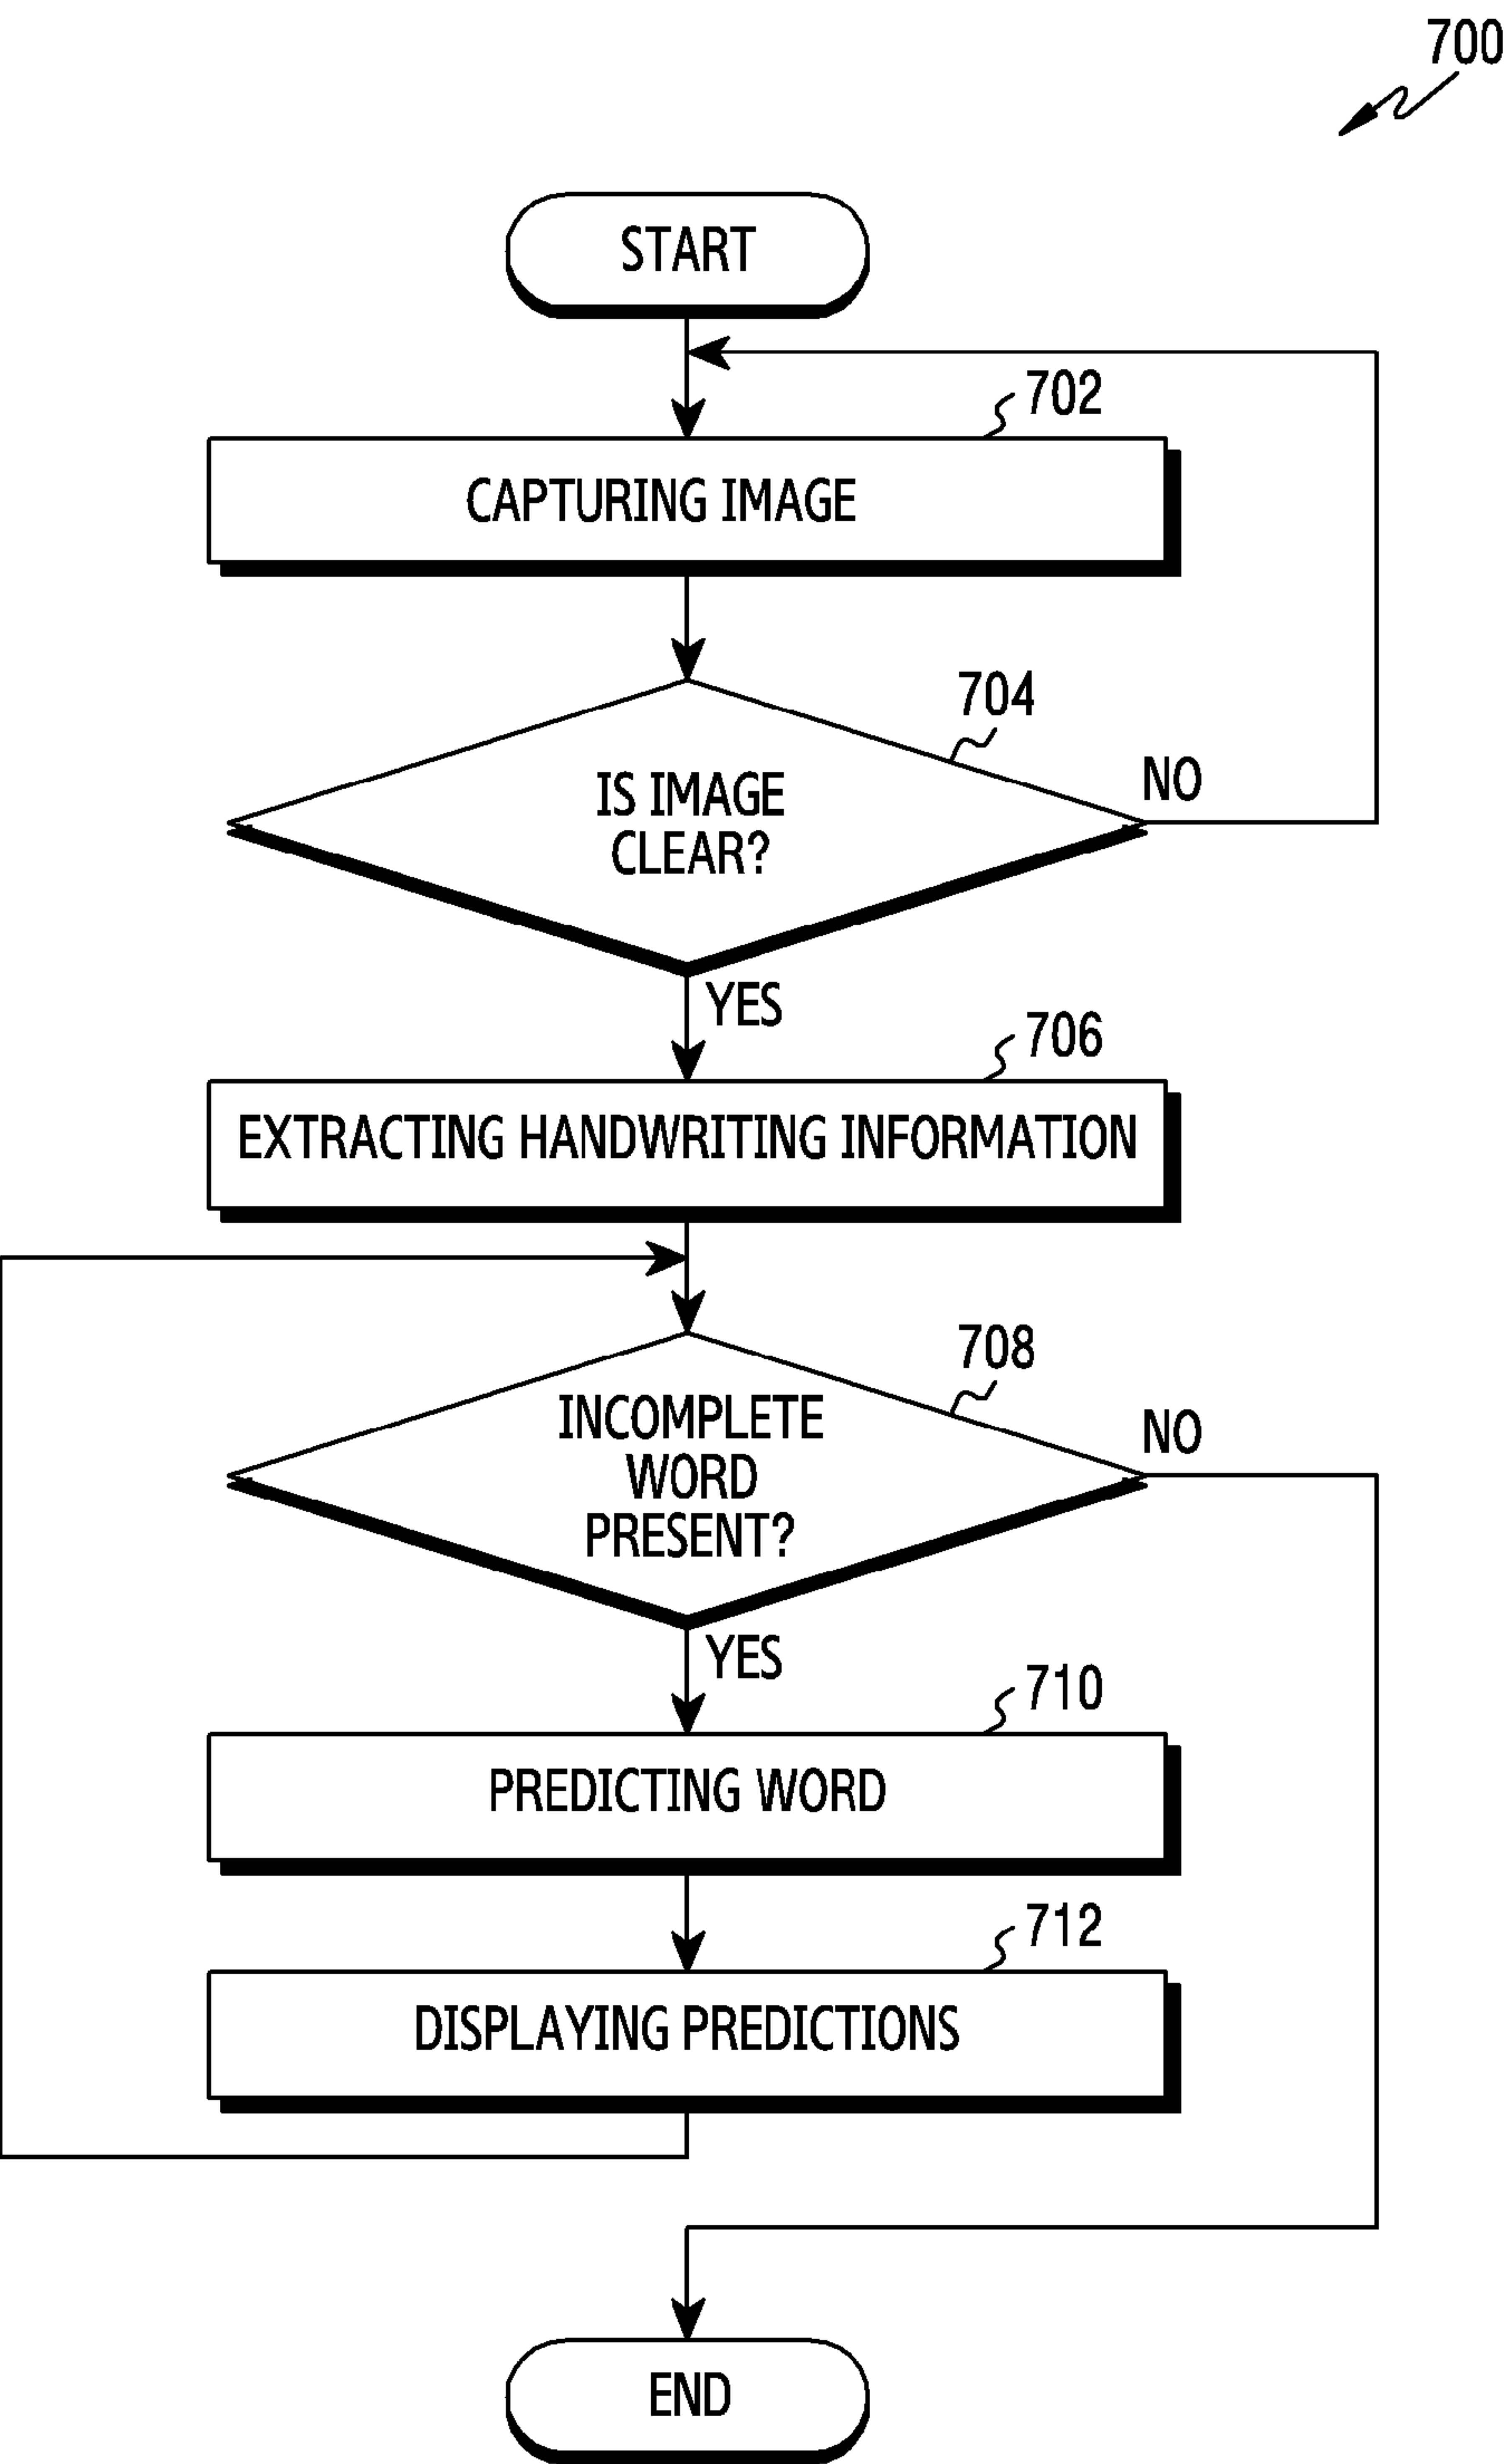 700
START
702
CAPTURING IMAGE
704
IS IMAGE
CLEAR?
NO
YES
706
EXTRACTING HANDWRITING INFORMATION
708
INCOMPLETE
WORD
PRESENT?
NO
YES
710
PREDICTING WORD
712
DISPLAYING PREDICTIONS
END